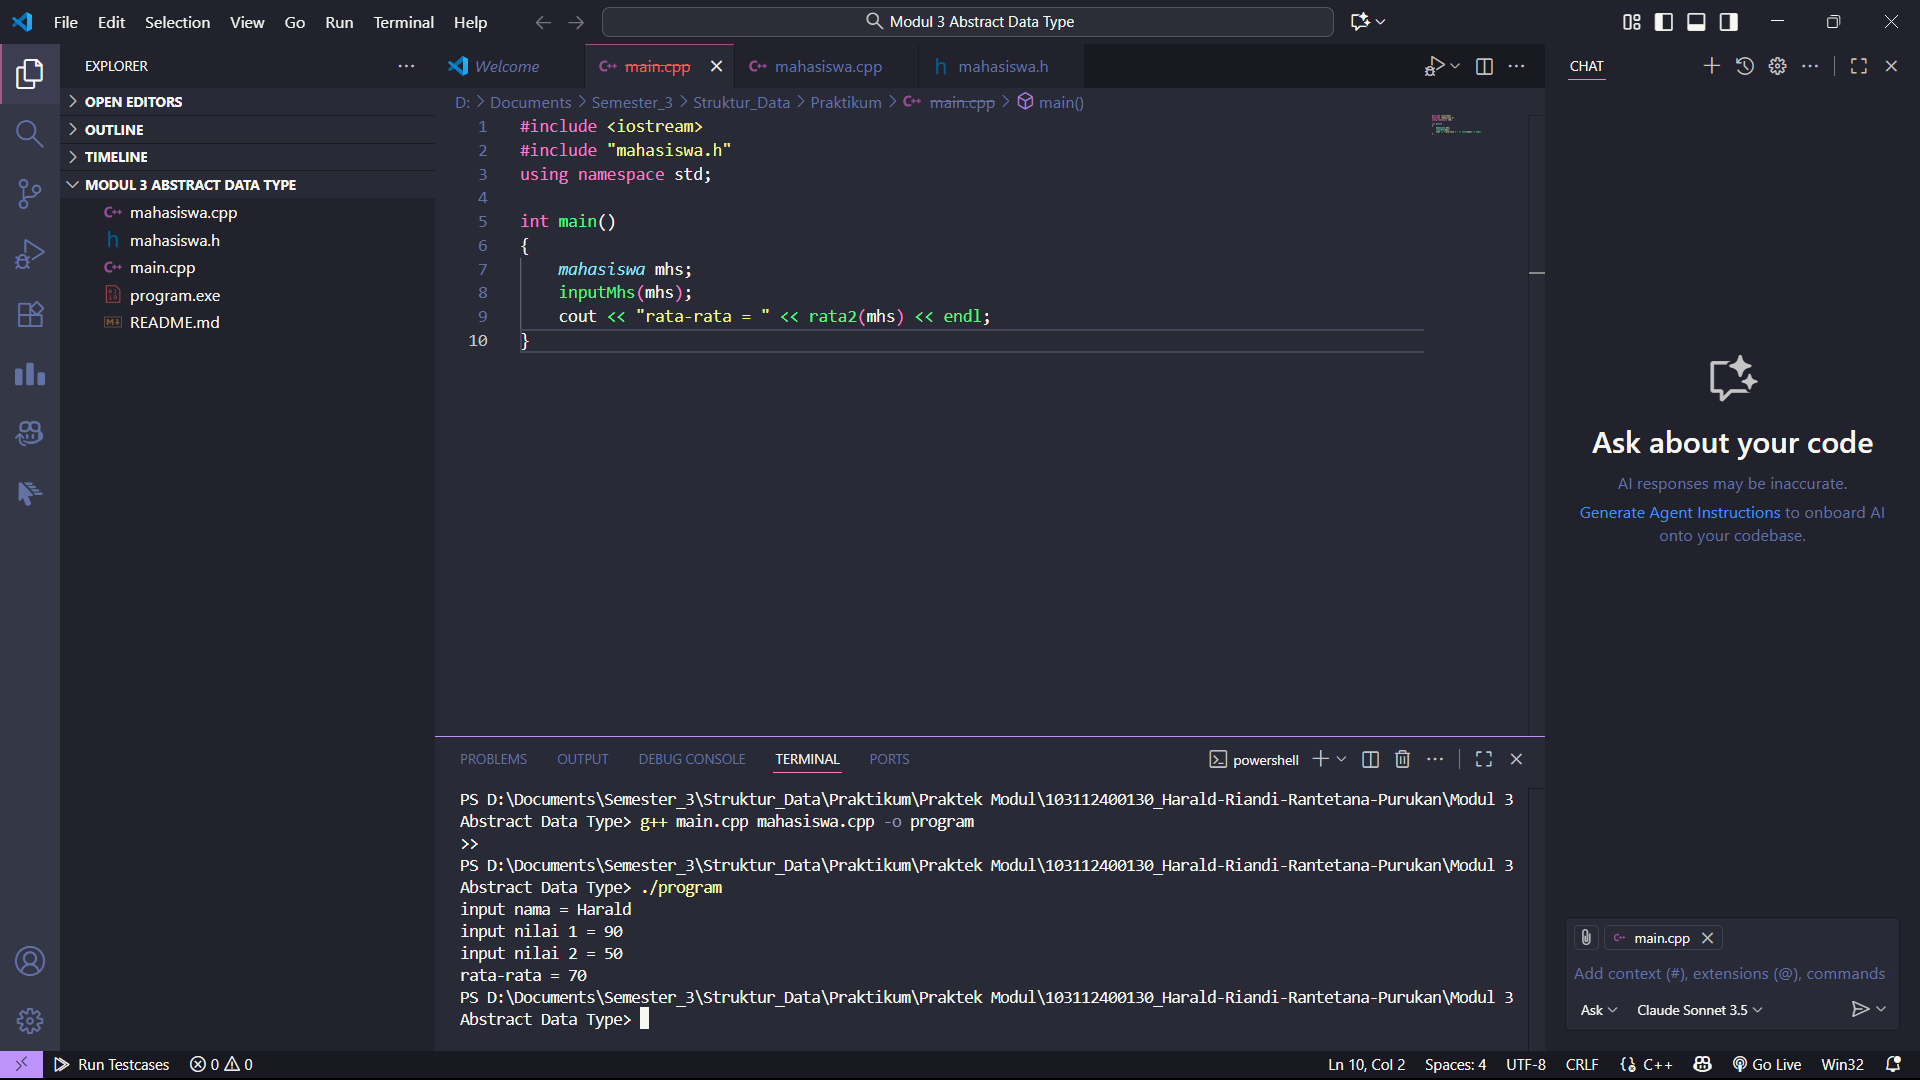 File Edit Selection View Go Run Terminal Help
Modul 3 Abstract Data Type
EXPLORER
OPEN EDITORS
OUTLINE
TIMELINE
MODUL 3 ABSTRACT DATA TYPE
C++ mahasiswa.cpp
h mahasiswa.h
C++ main.cpp
program.exe
README.md
Welcome
C++ main.cpp
C++ mahasiswa.cpp
h mahasiswa.h
D: > Documents > Semester_3 > Struktur_Data > Praktikum > C++ main.cpp > main()
1 #include <iostream>
2 #include "mahasiswa.h"
3 using namespace std;
4
5 int main()
6 {
7 mahasiswa mhs;
8 inputMhs(mhs);
9 cout << "rata-rata = " << rata2(mhs) << endl;
10 }
PROBLEMS OUTPUT DEBUG CONSOLE TERMINAL PORTS
powershell
PS D:\Documents\Semester_3\Struktur_Data\Praktikum\Praktek Modul\103112400130_Harald-Riandi-Rantetana-Purukan\Modul 3
Abstract Data Type> g++ main.cpp mahasiswa.cpp -o program
>>
PS D:\Documents\Semester_3\Struktur_Data\Praktikum\Praktek Modul\103112400130_Harald-Riandi-Rantetana-Purukan\Modul 3
Abstract Data Type> ./program
input nama = Harald
input nilai 1 = 90
input nilai 2 = 50
rata-rata = 70
PS D:\Documents\Semester_3\Struktur_Data\Praktikum\Praktek Modul\103112400130_Harald-Riandi-Rantetana-Purukan\Modul 3
Abstract Data Type>
CHAT
Ask about your code
AI responses may be inaccurate.
Generate Agent Instructions to onboard AI
onto your codebase.
C++ main.cpp
Add context (#), extensions (@), commands
Ask
Claude Sonnet 3.5
Run Testcases
0 0
Ln 10, Col 2
Spaces: 4
UTF-8
CRLF
{} C++
Go Live
Win32